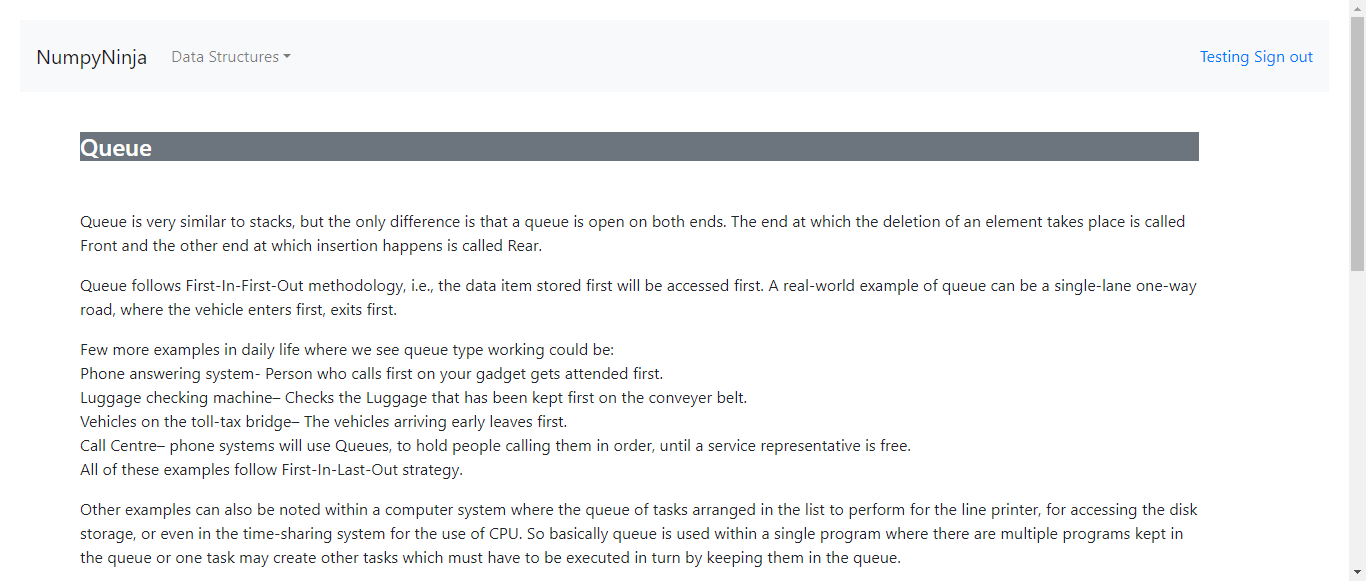 NumpyNinja Data Structures Testing Sign out
Queue
Queue is very similar to stacks, but the only difference is that a queue is open on both ends. The end at which the deletion of an element takes place is called
Front and the other end at which insertion happens is called Rear.
Queue follows First-In-First-Out methodology, i.e., the data item stored first will be accessed first. A real-world example of queue can be a single-lane one-way
road, where the vehicle enters first, exits first.
Few more examples in daily life where we see queue type working could be:
Phone answering system- Person who calls first on your gadget gets attended first.
Luggage checking machine– Checks the Luggage that has been kept first on the conveyer belt.
Vehicles on the toll-tax bridge– The vehicles arriving early leaves first.
Call Centre– phone systems will use Queues, to hold people calling them in order, until a service representative is free.
All of these examples follow First-In-Last-Out strategy.
Other examples can also be noted within a computer system where the queue of tasks arranged in the list to perform for the line printer, for accessing the disk
storage, or even in the time-sharing system for the use of CPU. So basically queue is used within a single program where there are multiple programs kept in
the queue or one task may create other tasks which must have to be executed in turn by keeping them in the queue.